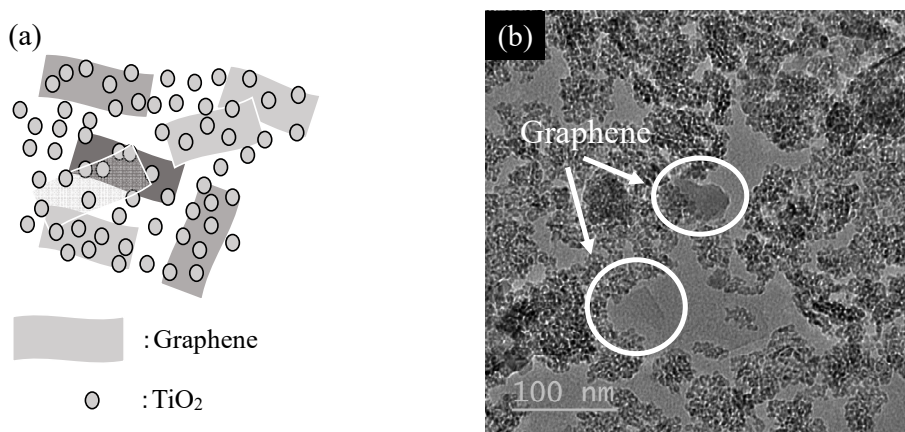 (a)
: Graphene
: TiO₂
(b)
Graphene
100 nm